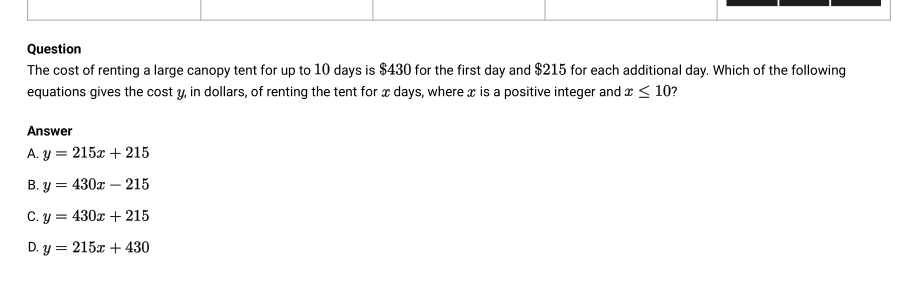 Question
The cost of renting a large canopy tent for up to 10 days is $430 for the first day and $215 for each additional day. Which of the following
equations gives the cost y, in dollars, of renting the tent for x days, where x is a positive integer and x ≤ 10?
Answer
A. y = 215x + 215
B. y = 430x − 215
C. y = 430x + 215
D. y = 215x + 430